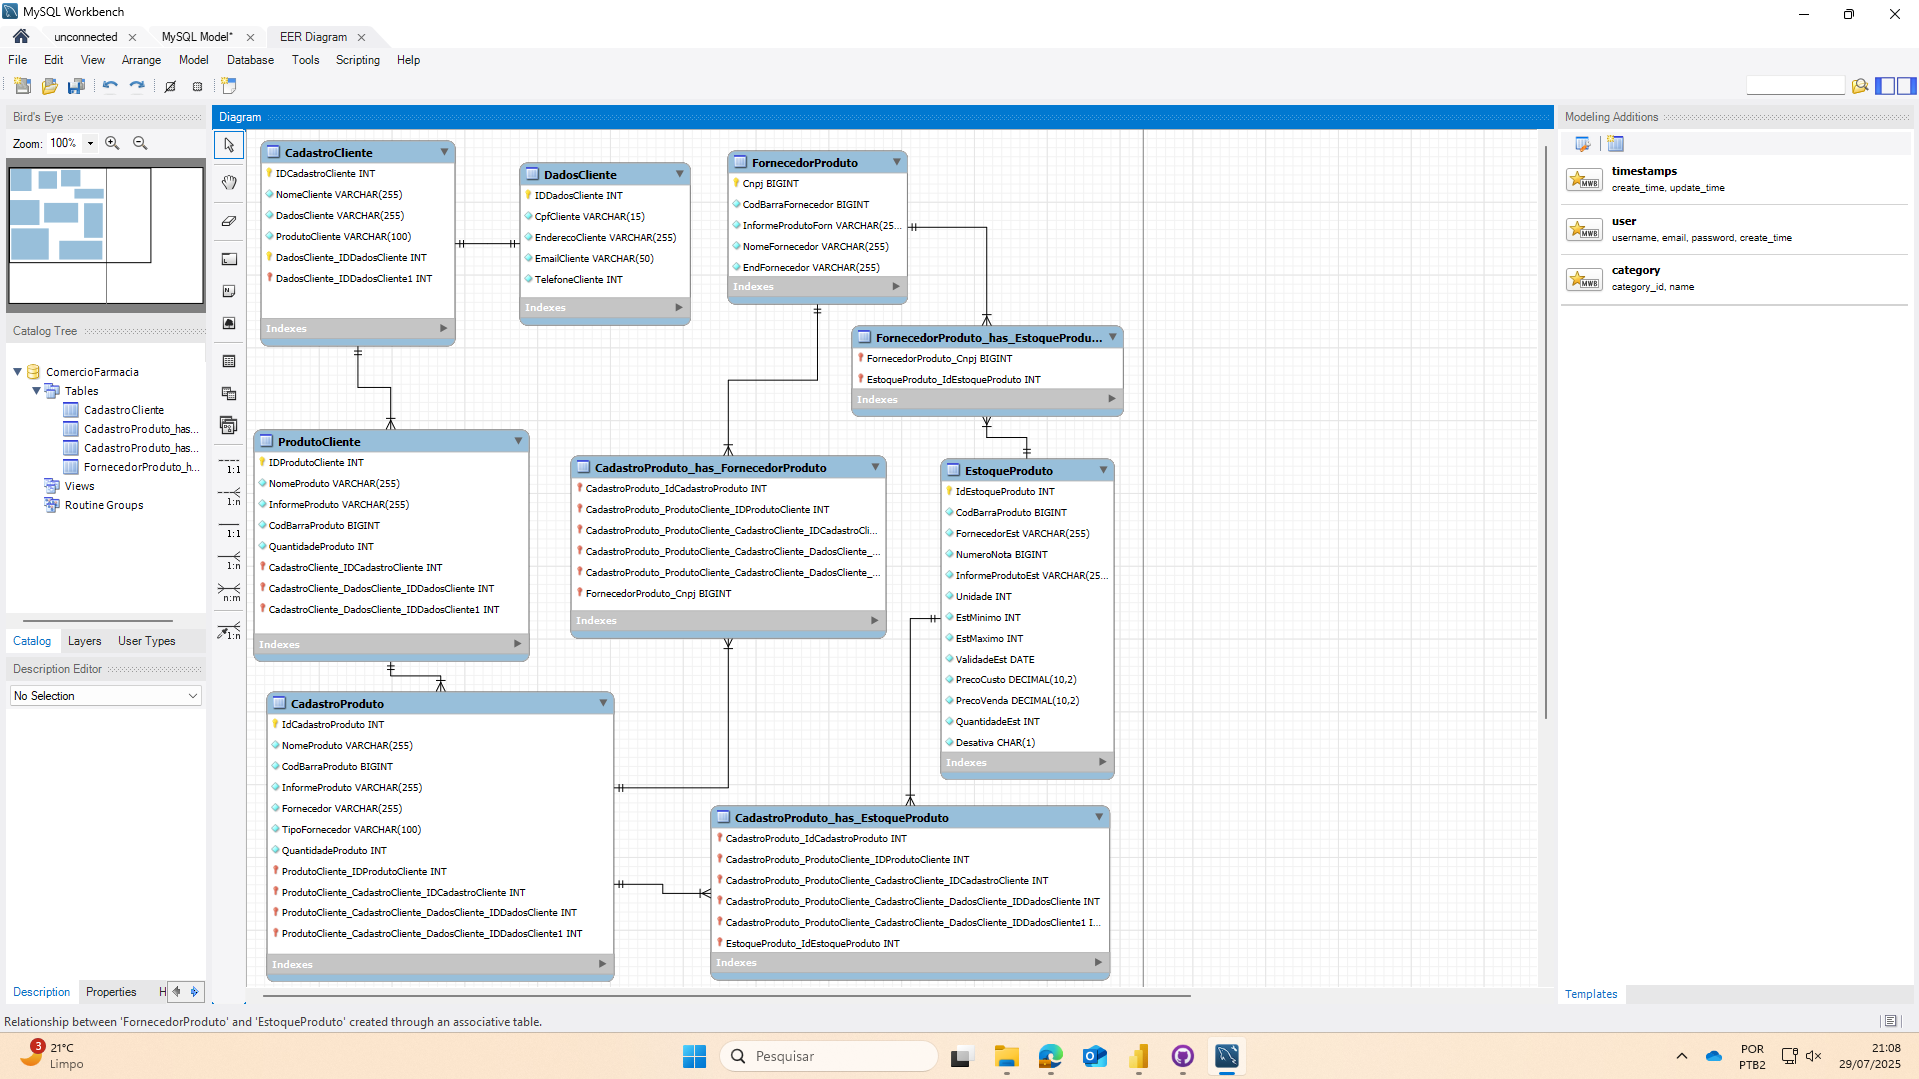 MySQL Workbench
unconnected
MySQL Model*
EER Diagram
File Edit View Arrange Model Database Tools Scripting Help
Bird's Eye
Zoom: 100%
Catalog Tree
ComercioFarmacia
Tables
CadastroCliente
CadastroProduto_has...
CadastroProduto_has...
FornecedorProduto_h...
Views
Routine Groups
Catalog Layers User Types
Description Editor
No Selection
Description Properties H
1:1
1:n
1:1
1:n
n:m
1:n
Diagram
CadastroCliente
IDCadastroCliente INT
NomeCliente VARCHAR(255)
DadosCliente VARCHAR(255)
ProdutoCliente VARCHAR(100)
DadosCliente_IDDadosCliente INT
DadosCliente_IDDadosCliente1 INT
Indexes
DadosCliente
IDDadosCliente INT
CpfCliente VARCHAR(15)
EnderecoCliente VARCHAR(255)
EmailCliente VARCHAR(50)
TelefoneCliente INT
Indexes
FornecedorProduto
Cnpj BIGINT
CodBarraFornecedor BIGINT
InformeProdutoForn VARCHAR(25...
NomeFornecedor VARCHAR(255)
EndFornecedor VARCHAR(255)
Indexes
FornecedorProduto_has_EstoqueProdu...
FornecedorProduto_Cnpj BIGINT
EstoqueProduto_IdEstoqueProduto INT
Indexes
ProdutoCliente
IDProdutoCliente INT
NomeProduto VARCHAR(255)
InformeProduto VARCHAR(255)
CodBarraProduto BIGINT
QuantidadeProduto INT
CadastroCliente_IDCadastroCliente INT
CadastroCliente_DadosCliente_IDDadosCliente INT
CadastroCliente_DadosCliente_IDDadosCliente1 INT
Indexes
CadastroProduto_has_FornecedorProduto
CadastroProduto_IdCadastroProduto INT
CadastroProduto_ProdutoCliente_IDProdutoCliente INT
CadastroProduto_ProdutoCliente_CadastroCliente_IDCadastroCli...
CadastroProduto_ProdutoCliente_CadastroCliente_DadosCliente_...
CadastroProduto_ProdutoCliente_CadastroCliente_DadosCliente_...
FornecedorProduto_Cnpj BIGINT
Indexes
EstoqueProduto
IdEstoqueProduto INT
CodBarraProduto BIGINT
FornecedorEst VARCHAR(255)
NumeroNota BIGINT
InformeProdutoEst VARCHAR(25...
Unidade INT
EstMinimo INT
EstMaximo INT
ValidadeEst DATE
PrecoCusto DECIMAL(10,2)
PrecoVenda DECIMAL(10,2)
QuantidadeEst INT
Desativa CHAR(1)
Indexes
CadastroProduto
IdCadastroProduto INT
NomeProduto VARCHAR(255)
CodBarraProduto BIGINT
InformeProduto VARCHAR(255)
Fornecedor VARCHAR(255)
TipoFornecedor VARCHAR(100)
QuantidadeProduto INT
ProdutoCliente_IDProdutoCliente INT
ProdutoCliente_CadastroCliente_IDCadastroCliente INT
ProdutoCliente_CadastroCliente_DadosCliente_IDDadosCliente INT
ProdutoCliente_CadastroCliente_DadosCliente_IDDadosCliente1 INT
Indexes
CadastroProduto_has_EstoqueProduto
CadastroProduto_IdCadastroProduto INT
CadastroProduto_ProdutoCliente_IDProdutoCliente INT
CadastroProduto_ProdutoCliente_CadastroCliente_IDCadastroCliente INT
CadastroProduto_ProdutoCliente_CadastroCliente_DadosCliente_IDDadosCliente INT
CadastroProduto_ProdutoCliente_CadastroCliente_DadosCliente_IDDadosCliente1 I...
EstoqueProduto_IdEstoqueProduto INT
Indexes
Modeling Additions
MWB
timestamps
create_time, update_time
MWB
user
username, email, password, create_time
MWB
category
category_id, name
Templates
Relationship between 'FornecedorProduto' and 'EstoqueProduto' created through an associative table.
3
21°C
Limpo
Pesquisar
POR
PTB2
21:08
29/07/2025